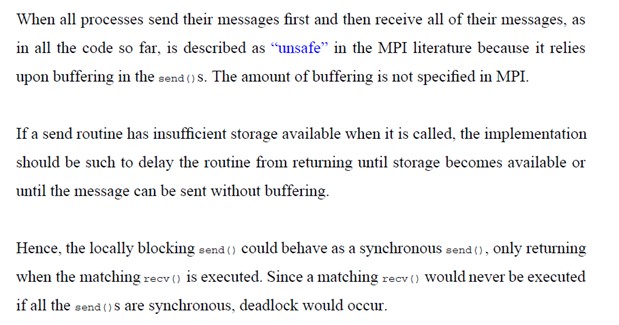 When all processes send their messages first and then receive all of their messages, as
in all the code so far, is described as “unsafe” in the MPI literature because it relies
upon buffering in the send()s. The amount of buffering is not specified in MPI.
If a send routine has insufficient storage available when it is called, the implementation
should be such to delay the routine from returning until storage becomes available or
until the message can be sent without buffering.
Hence, the locally blocking send() could behave as a synchronous send(), only returning
when the matching recv() is executed. Since a matching recv() would never be executed
if all the send()s are synchronous, deadlock would occur.